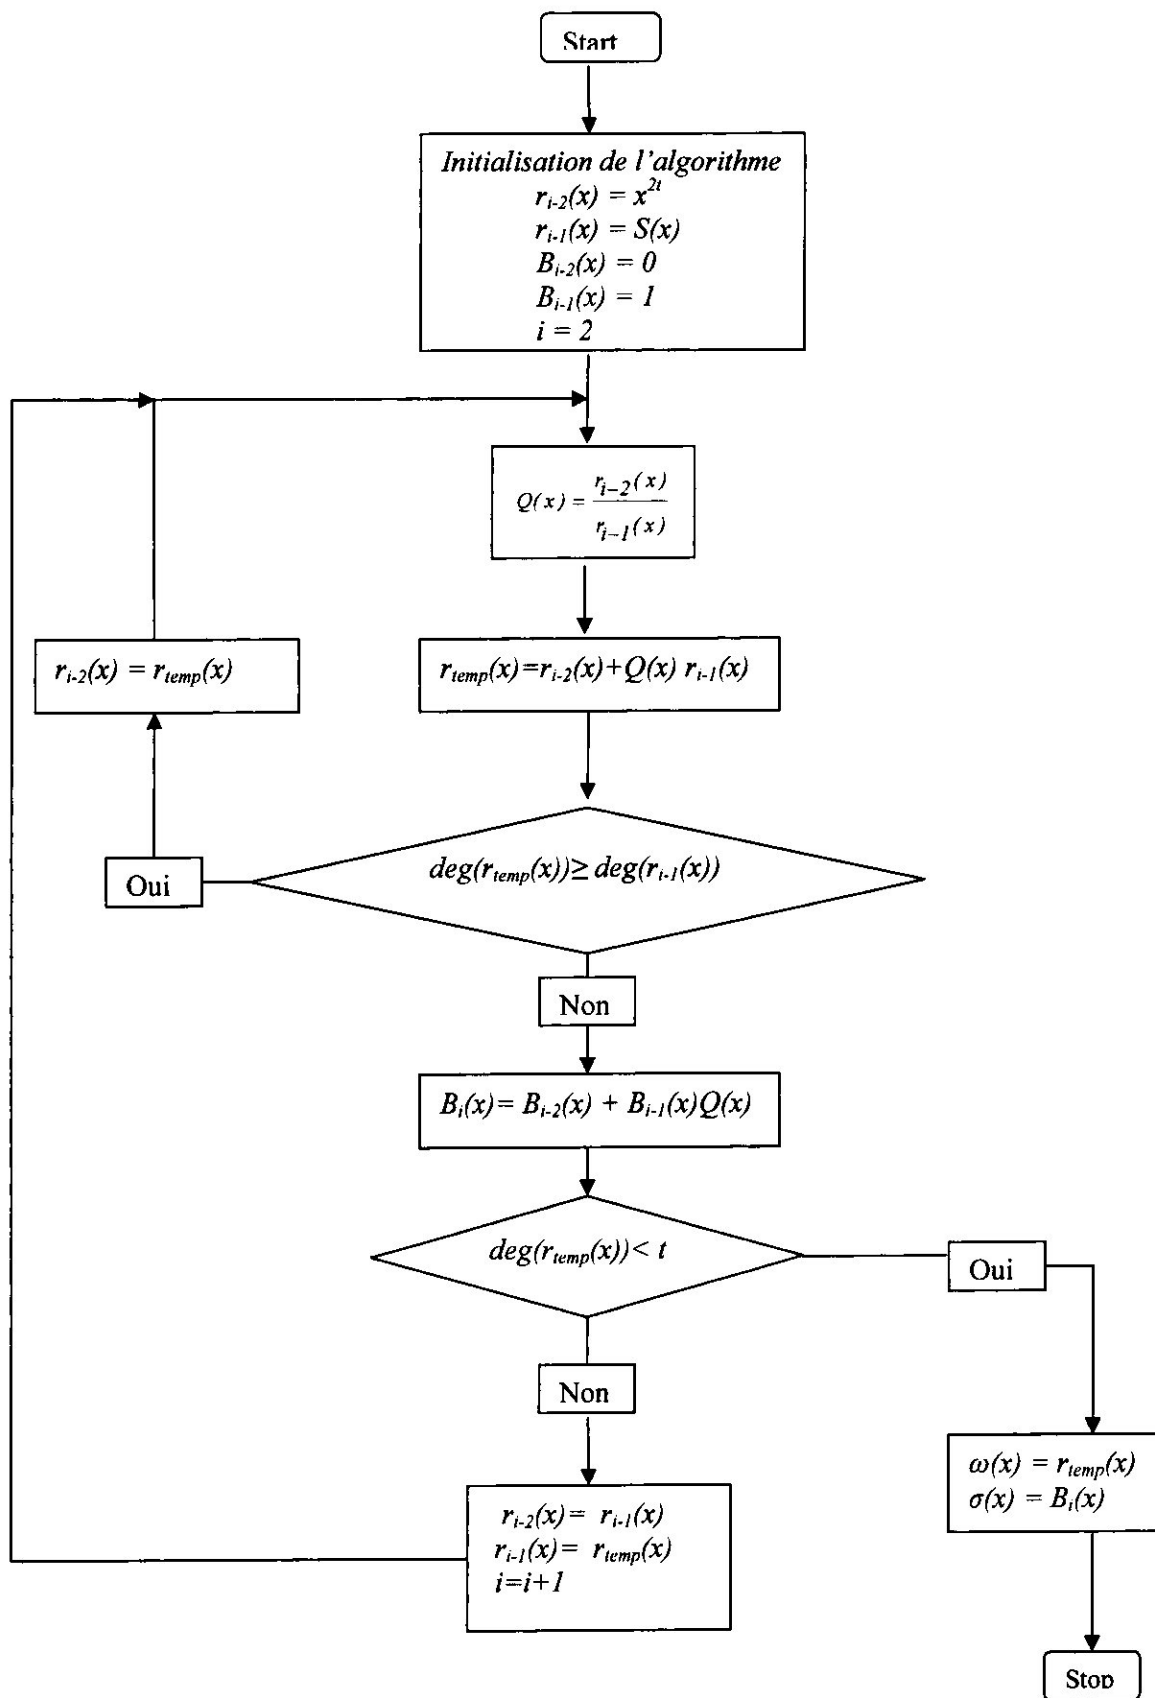 Start
Initialisation de l'algorithme
r_{i-2}(x) = x^{2t}
r_{i-1}(x) = S(x)
B_{i-2}(x) = 0
B_{i-1}(x) = 1
i = 2
Q(x) = \frac{r_{i-2}(x)}{r_{i-1}(x)}
r_{i-2}(x) = r_{temp}(x)
r_{temp}(x)=r_{i-2}(x)+Q(x) r_{i-1}(x)
deg(r_{temp}(x))≥ deg(r_{i-1}(x))
Oui
Non
B_i(x)= B_{i-2}(x) + B_{i-1}(x)Q(x)
deg(r_{temp}(x))< t
Oui
Non
ω(x) = r_{temp}(x)
σ(x) = B_i(x)
r_{i-2}(x)= r_{i-1}(x)
r_{i-1}(x)= r_{temp}(x)
i=i+1
Stop